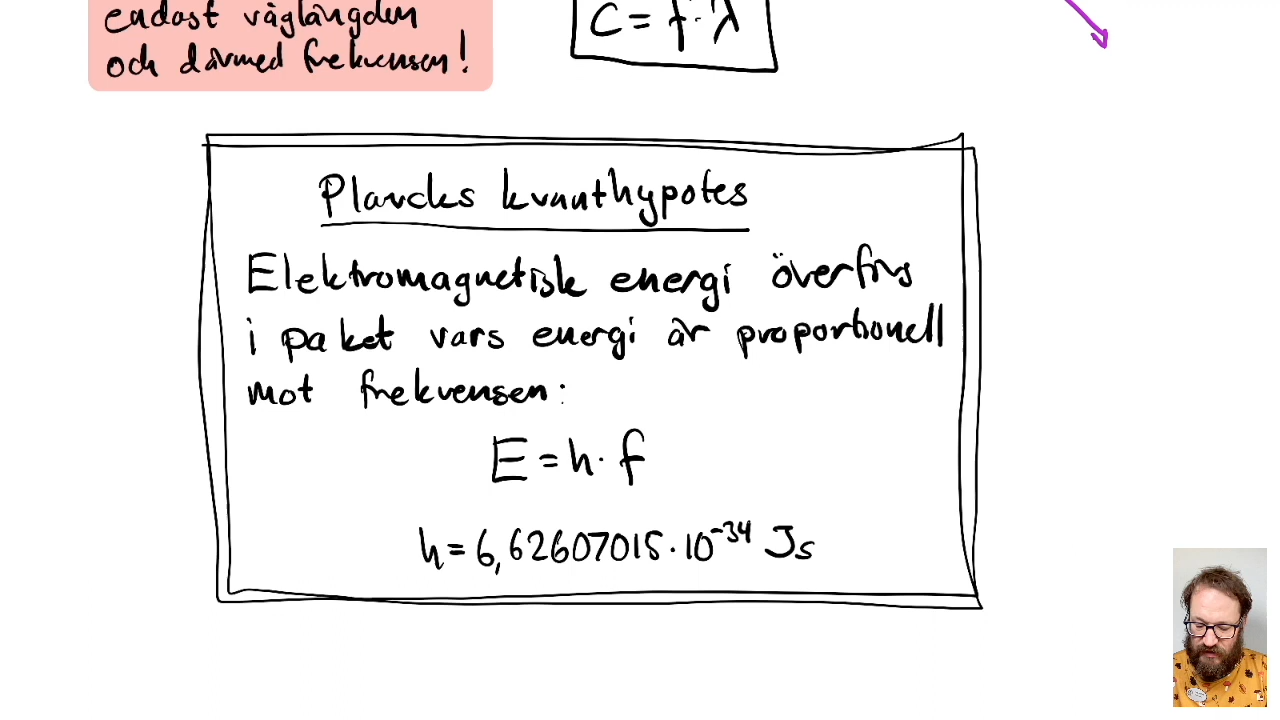 endast våglängden
och därmed frekvensen!
c = f · λ
Plancks kvanthypotes
Elektromagnetisk energi överförs
i paket vars energi är proportionell
mot frekvensen:
E = h · f
h = 6,62607015 · 10⁻³⁴ Js